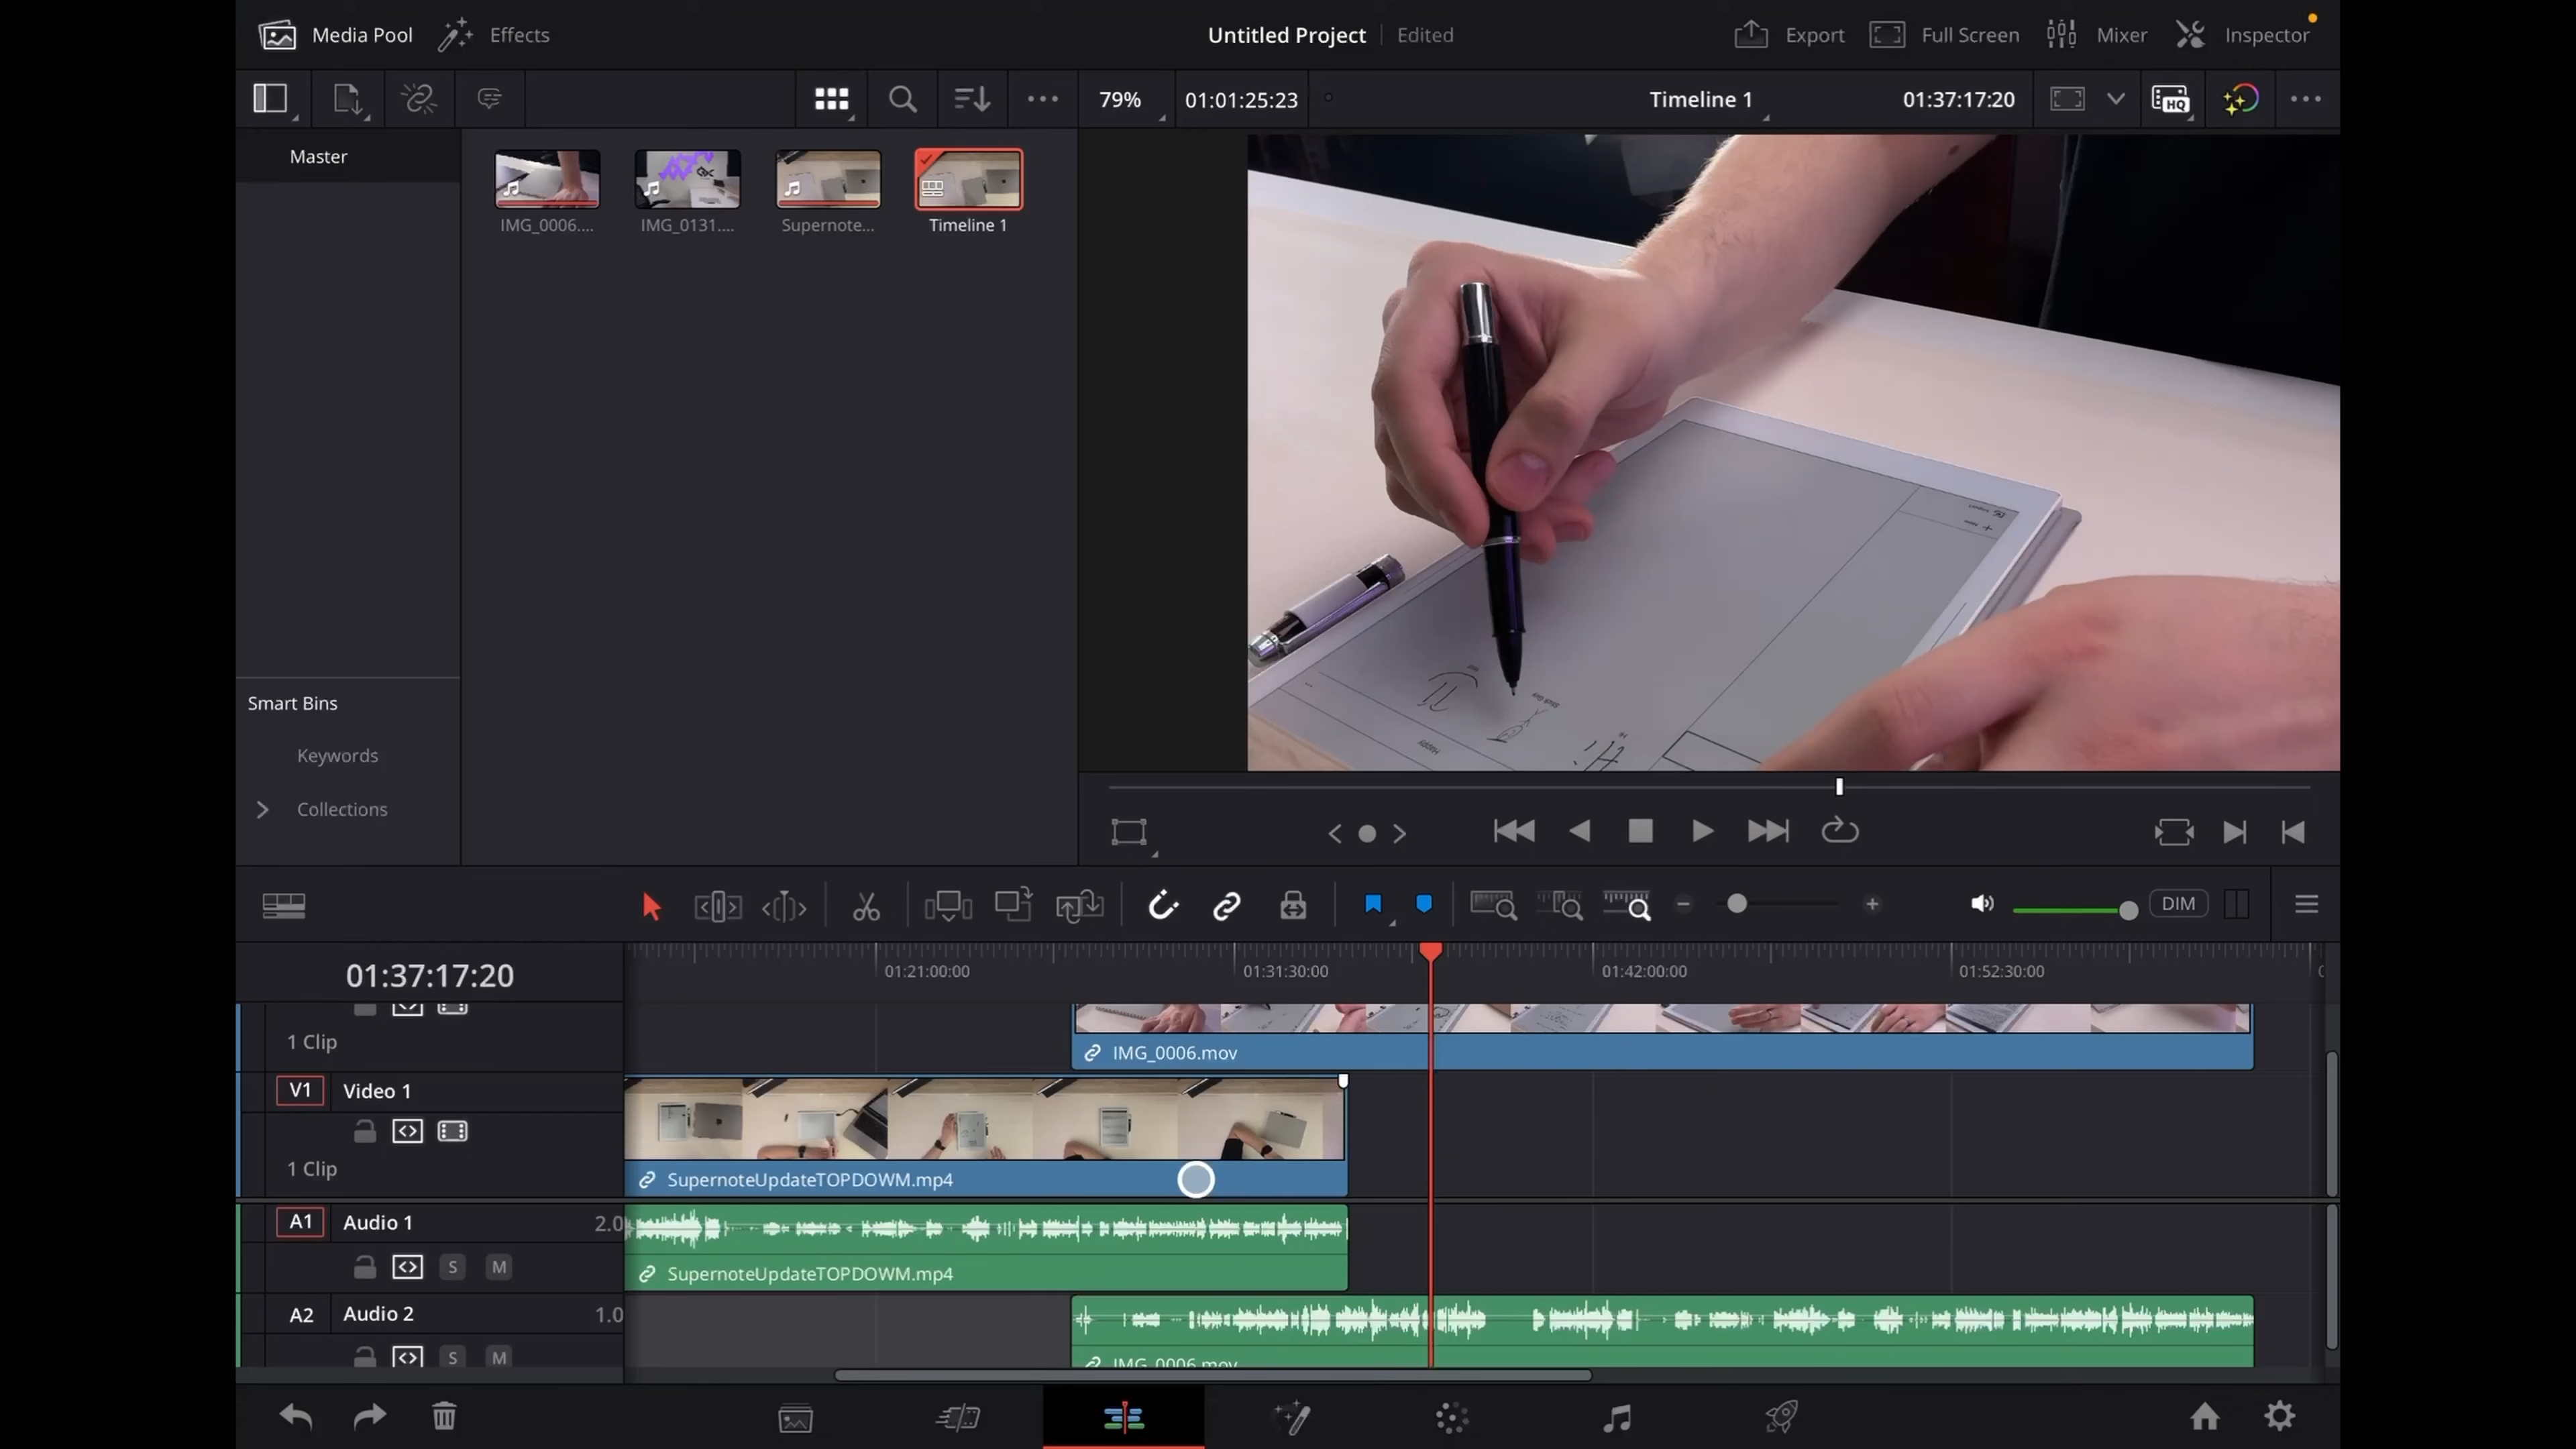 Media Pool Effects Untitled Project Edited Export Full Screen Mixer Inspector
79% 01:01:25:23 Timeline 1 01:37:17:20 HQ
Master
IMG_0006.... IMG_0131.... Supernote... Timeline 1
Smart Bins
Keywords
Collections
DIM
01:37:17:20 01:21:00:00 01:31:30:00 01:42:00:00 01:52:30:00
1 Clip
IMG_0006.mov
V1 Video 1
1 Clip
SupernoteUpdateTOPDOWM.mp4
A1 Audio 1 2.0
S M
SupernoteUpdateTOPDOWM.mp4
A2 Audio 2 1.0
S M
IMG_0006.mov